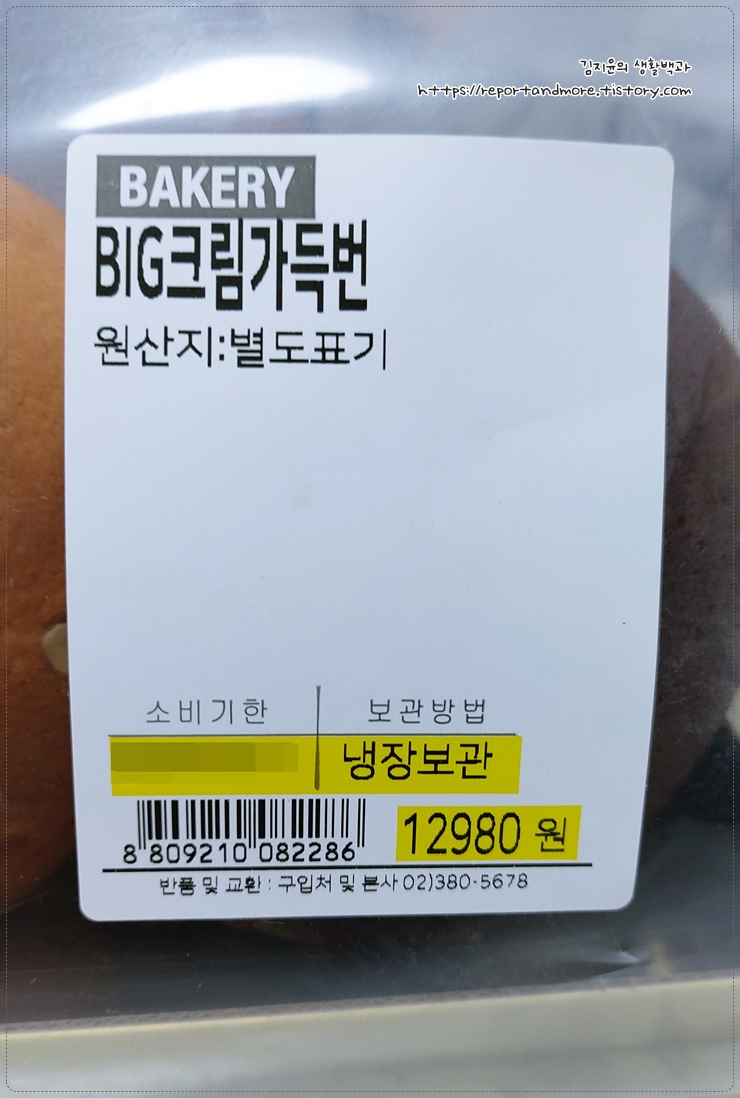 김지윤의 생활백과
https://reportandmore.tistory.com
BAKERY
BIG크림가득번
원산지:별도표기
소비기한 보관방법
냉장보관
8 809210 082286
12980 원
반품 및 교환 : 구입처 및 본사 02)380-5678